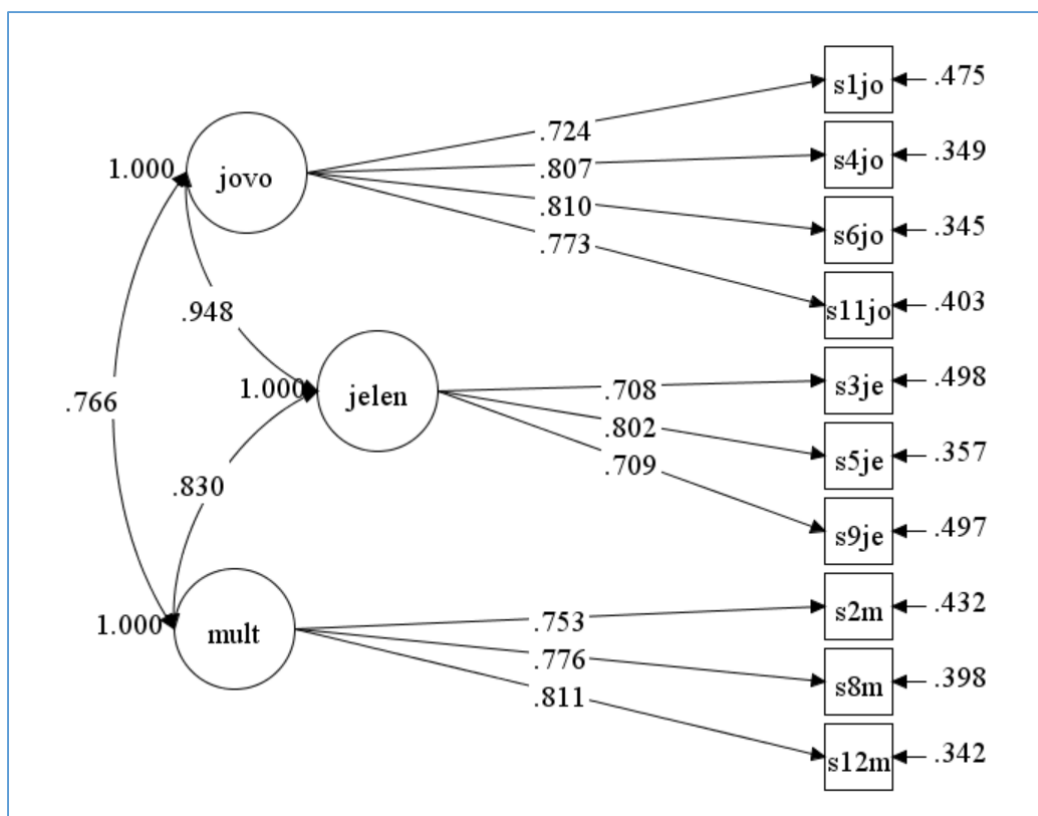 s1jo
.475
.724
s4jo
.349
1.000
jovo
.807
.810
s6jo
.345
.773
s11jo
.403
.948
.766
1.000
jelen
.708
s3je
.498
.802
s5je
.357
.709
s9je
.497
.830
1.000
mult
.753
s2m
.432
.776
s8m
.398
.811
s12m
.342